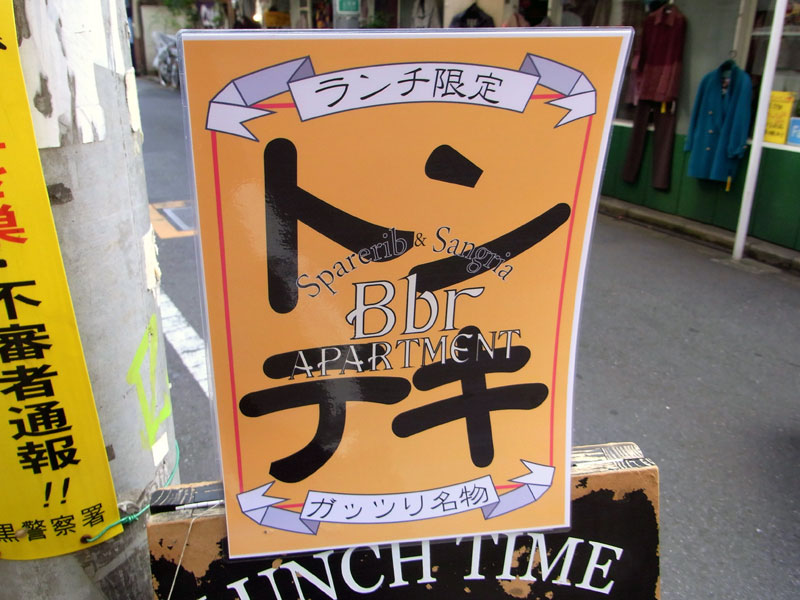 ランチ限定
トン
テキ
Sparerib & Sangria
Bbr
APARTMENT
ガッツリ名物
LUNCH TIME
不審者通報!!
黒警察署